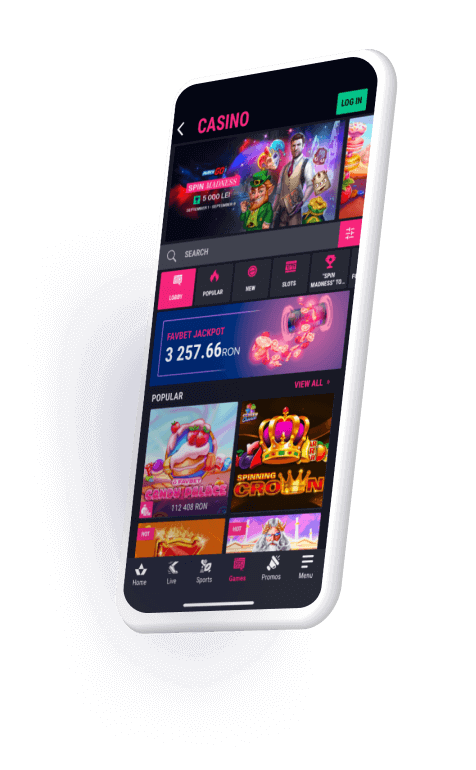 CASINO
LOG IN
SPIN MADNESS
5 000 LEI
SEARCH
LOBBY
POPULAR
NEW
SLOTS
"SPIN
MADNESS" TO...
FAVBET JACKPOT
3 257.66 RON
POPULAR
VIEW ALL
FAVBET
CANDY PALACE
112 408 RON
SPINNING
CROWN
HOT
HOT
Home
Live
Sports
Games
Promos
Menu